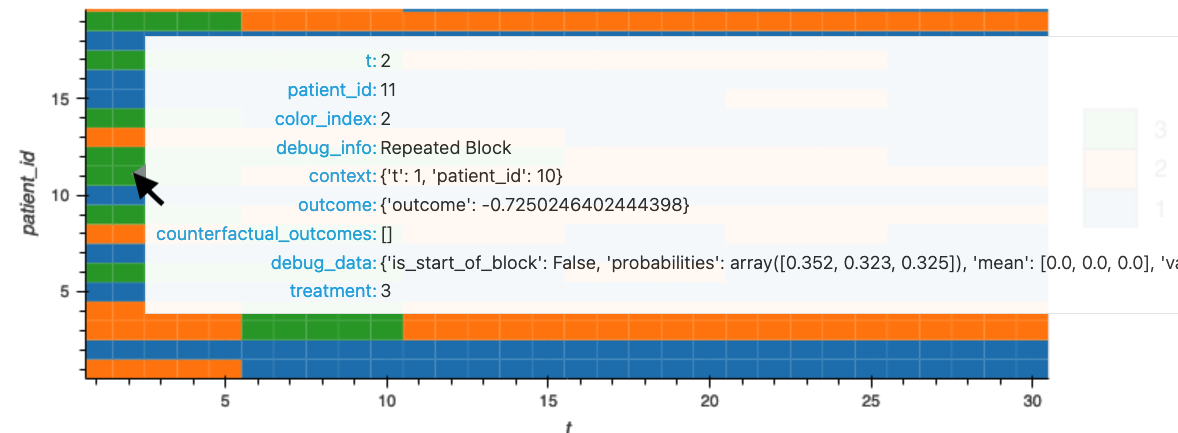 t: 2
patient_id: 11
color_index: 2
debug_info: Repeated Block
context: {'t': 1, 'patient_id': 10}
outcome: {'outcome': -0.7250246402444398}
counterfactual_outcomes: []
debug_data: {'is_start_of_block': False, 'probabilities': array([0.352, 0.323, 0.325]), 'mean': [0.0, 0.0, 0.0], 'va
treatment: 3
patient_id
15
10
5
3
2
1
5 10 15 20 25 30
t